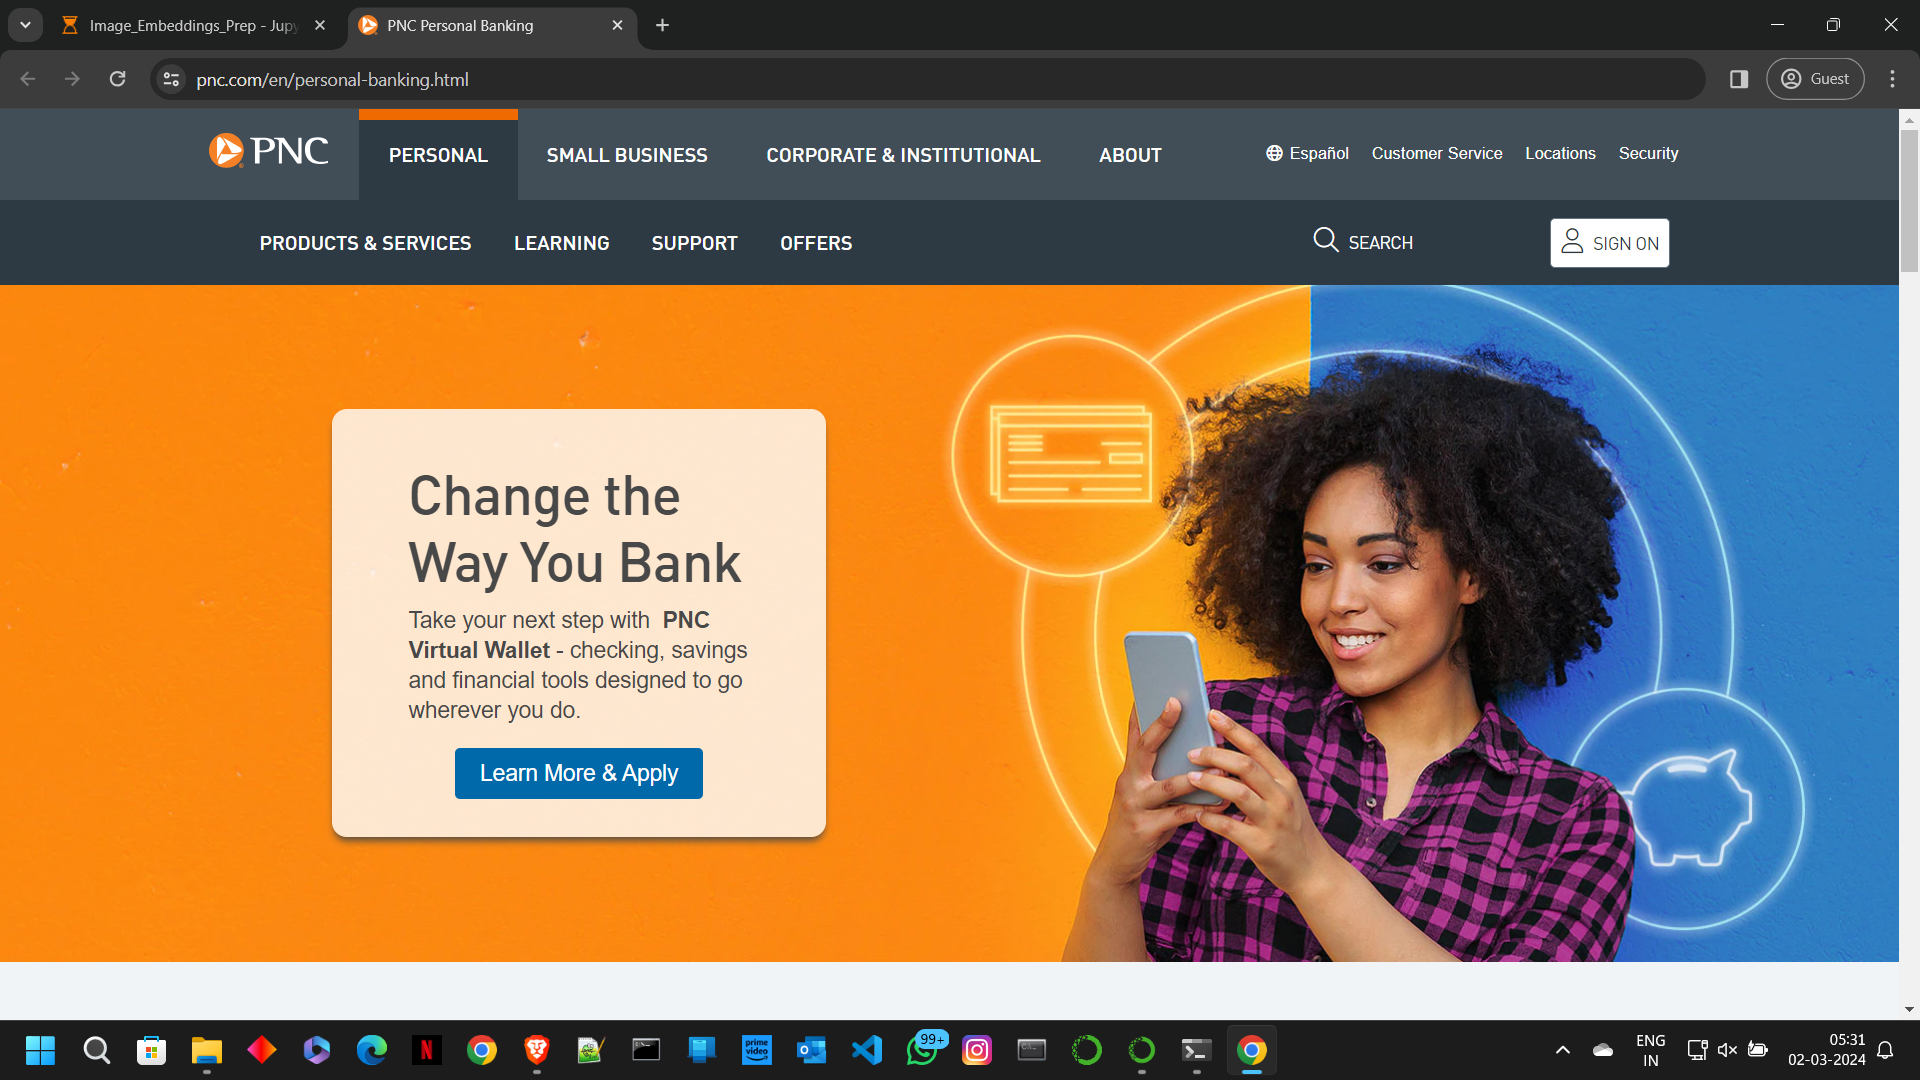 Image_Embeddings_Prep - Jupy
PNC Personal Banking
pnc.com/en/personal-banking.html
Guest
PNC
PERSONAL
SMALL BUSINESS
CORPORATE & INSTITUTIONAL
ABOUT
Español
Customer Service
Locations
Security
PRODUCTS & SERVICES
LEARNING
SUPPORT
OFFERS
SEARCH
SIGN ON
Change the
Way You Bank
Take your next step with PNC
Virtual Wallet - checking, savings
and financial tools designed to go
wherever you do.
Learn More & Apply
N
prime
video
99+
ENG
IN
05:31
02-03-2024